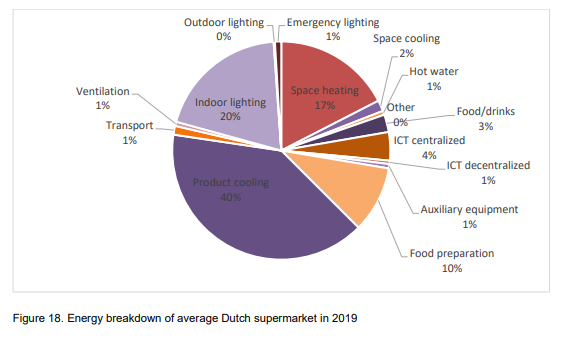 Outdoor lighting
0%
Emergency lighting
1%
Space cooling
2%
Hot water
1%
Space heating
17%
Other
0%
Food/drinks
3%
ICT centralized
4%
ICT decentralized
1%
Auxiliary equipment
1%
Food preparation
10%
Product cooling
40%
Transport
1%
Ventilation
1%
Indoor lighting
20%
Figure 18. Energy breakdown of average Dutch supermarket in 2019